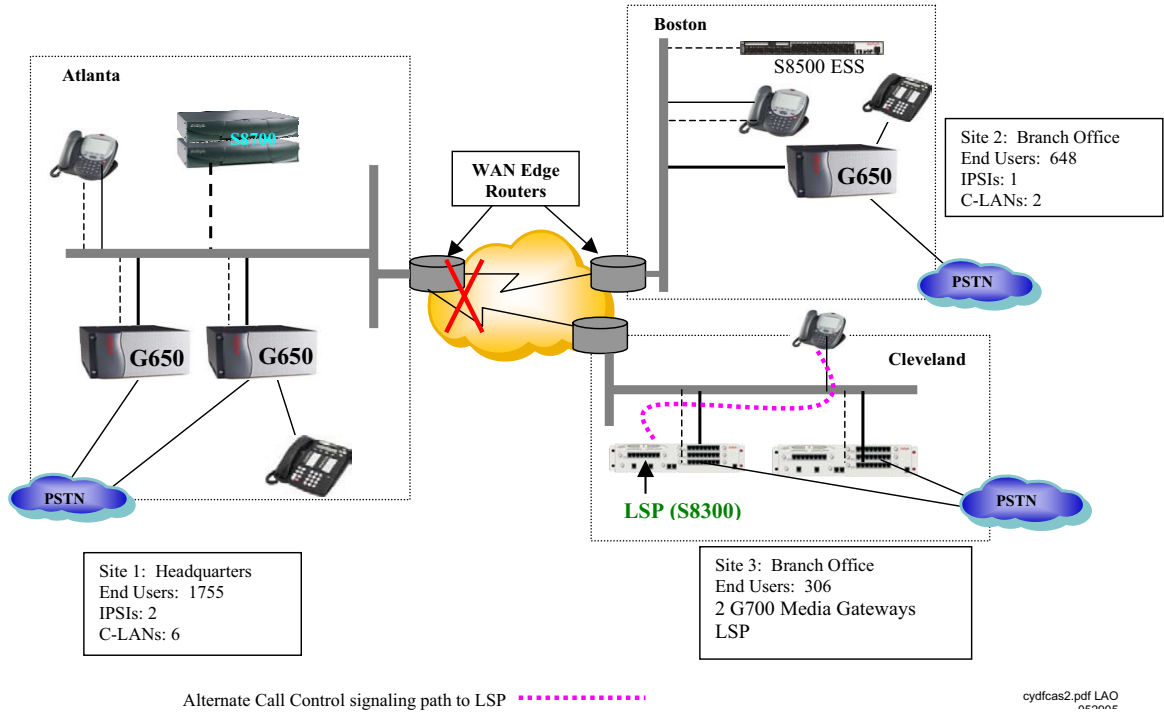 Boston
S8500 ESS
Atlanta
S8700
WAN Edge
Routers
G650
Site 2: Branch Office
End Users: 648
IPSIs: 1
C-LANs: 2
PSTN
G650
G650
Cleveland
PSTN
LSP (S8300)
PSTN
Site 1: Headquarters
End Users: 1755
IPSIs: 2
C-LANs: 6
Site 3: Branch Office
End Users: 306
2 G700 Media Gateways
LSP
Alternate Call Control signaling path to LSP
cydfcas2.pdf LAO